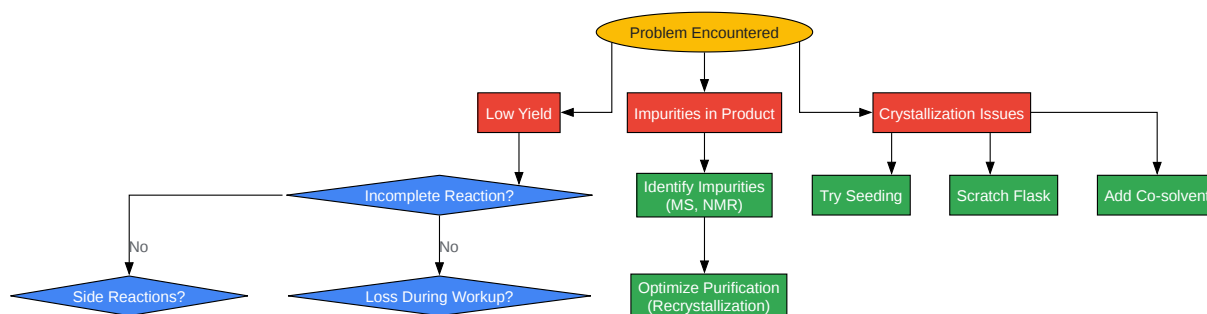 Problem Encountered
Low Yield
Impurities in Product
Crystallization Issues
Incomplete Reaction?
Identify Impurities
(MS, NMR)
Try Seeding
Scratch Flask
Add Co-solvent
No
No
Side Reactions?
Loss During Workup?
Optimize Purification
(Recrystallization)